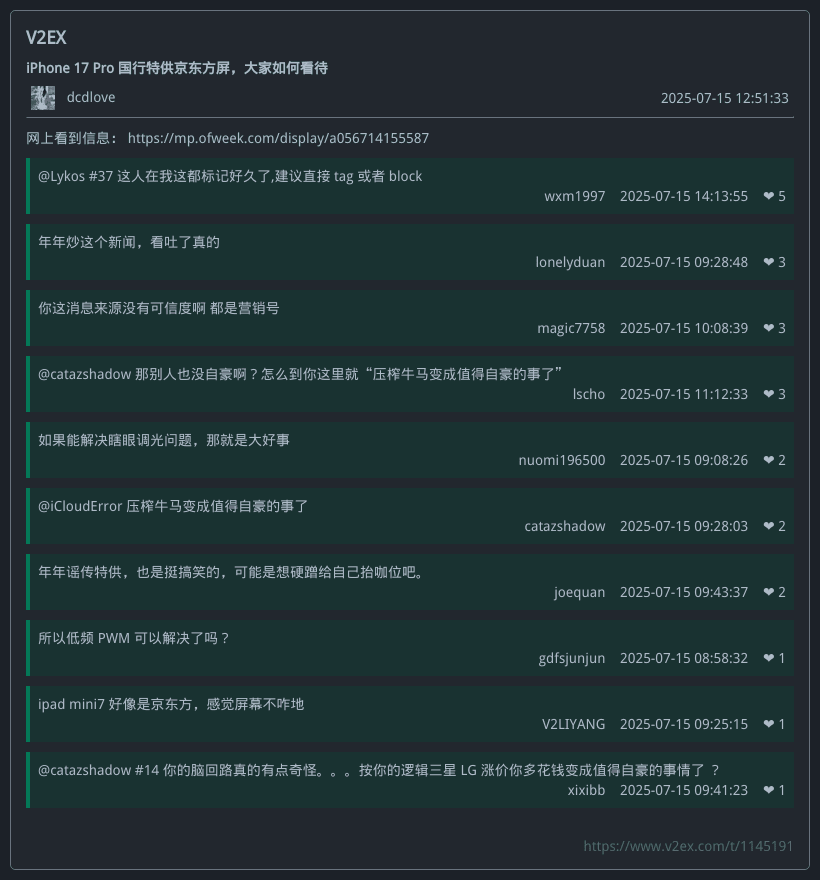 V2EX
iPhone 17 Pro 国行特供京东方屏，大家如何看待
dcdlove 2025-07-15 12:51:33
网上看到信息： https://mp.ofweek.com/display/a056714155587
@Lykos #37 这人在我这都标记好久了,建议直接 tag 或者 block
wxm1997 2025-07-15 14:13:55 ❤ 5
年年炒这个新闻，看吐了真的
lonelyduan 2025-07-15 09:28:48 ❤ 3
你这消息来源没有可信度啊 都是营销号
magic7758 2025-07-15 10:08:39 ❤ 3
@catazshadow 那别人也没自豪啊？怎么到你这里就“压榨牛马变成值得自豪的事了”
lscho 2025-07-15 11:12:33 ❤ 3
如果能解决瞎眼调光问题，那就是大好事
nuomi196500 2025-07-15 09:08:26 ❤ 2
@iCloudError 压榨牛马变成值得自豪的事了
catazshadow 2025-07-15 09:28:03 ❤ 2
年年谣传特供，也是挺搞笑的，可能是想硬蹭给自己抬咖位吧。
joequan 2025-07-15 09:43:37 ❤ 2
所以低频 PWM 可以解决了吗？
gdfsjunjun 2025-07-15 08:58:32 ❤ 1
ipad mini7 好像是京东方，感觉屏幕不咋地
V2LIYANG 2025-07-15 09:25:15 ❤ 1
@catazshadow #14 你的脑回路真的有点奇怪。。。按你的逻辑三星 LG 涨价你多花钱变成值得自豪的事情了 ？
xixibb 2025-07-15 09:41:23 ❤ 1
https://www.v2ex.com/t/1145191